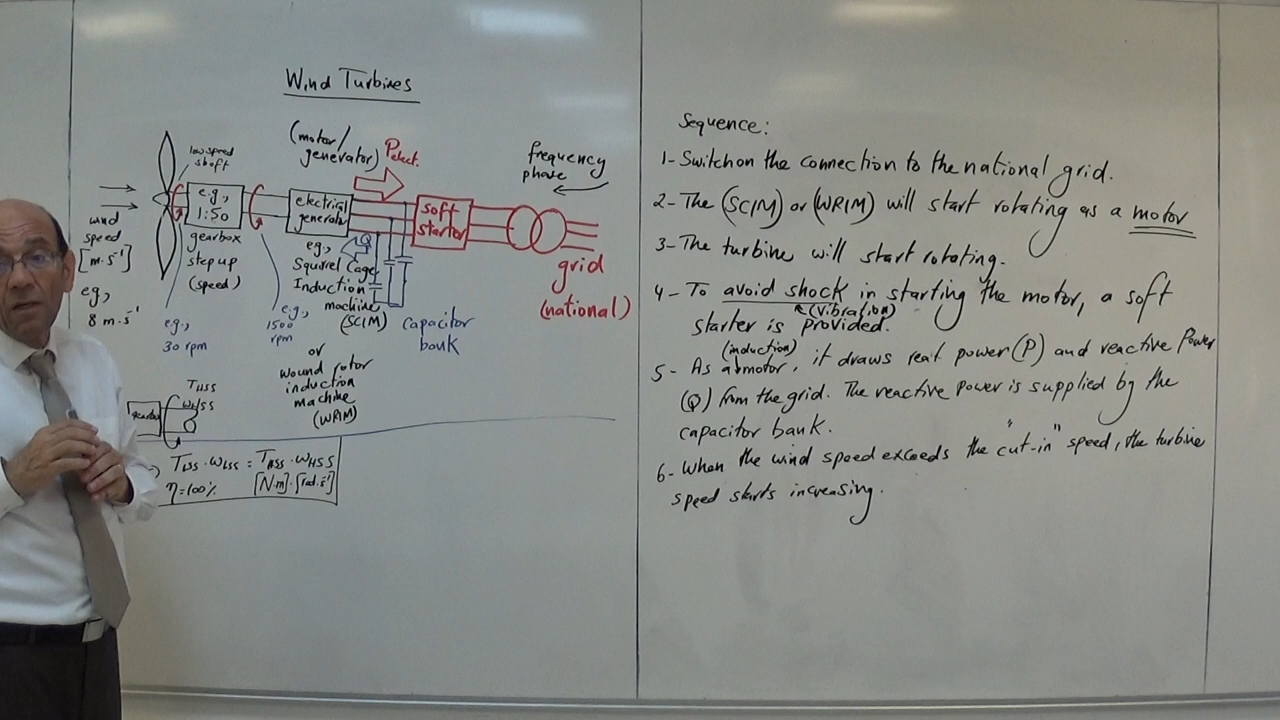 Wind Turbines
(motor/
generator)
Pelect.
frequency
phase
low speed
shaft
wind
speed
[m·s⁻¹]
e.g.,
8 m·s⁻¹
e.g.,
1:50
gearbox
step up
(speed)
e.g.,
30 rpm
e.g.,
1500
rpm
electrical
generator
Q
e.g.,
Squirel Cage
Induction
machine
(SCIM)
or
wound rotor
induction
machine
(WRIM)
capacitor
bank
soft
starter
grid
(national)
gearbox
THSS
ωHSS
TLSS·ωLSS = THSS·ωHSS
η=100% [N·m]·[rad·s⁻¹]
Sequence:
1- Switch on the connection to the national grid.
2- The (SCIM) or (WRIM) will start rotating as a motor
3- The turbine will start rotating.
4- To avoid shock in starting the motor, a soft
(vibration)
starter is provided.
(induction)
5- As a motor, it draws real power (P) and reactive Power
(Q) from the grid. The reactive power is supplied by the
capacitor bank.
6- When the wind speed exceeds the "cut-in" speed, the turbine
speed starts increasing.